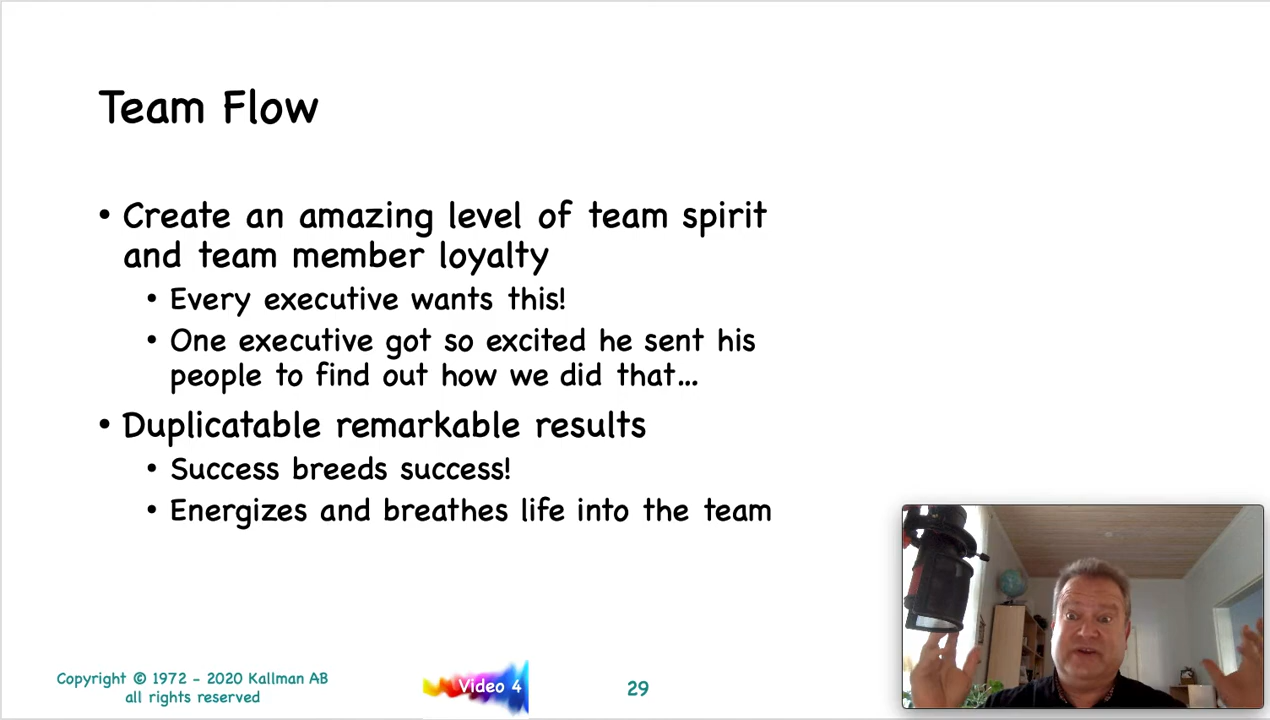 Team Flow
• Create an amazing level of team spirit
and team member loyalty
• Every executive wants this!
• One executive got so excited he sent his
people to find out how we did that...
• Duplicatable remarkable results
• Success breeds success!
• Energizes and breathes life into the team
Copyright © 1972 - 2020 Kallman AB
all rights reserved
Video 4
29